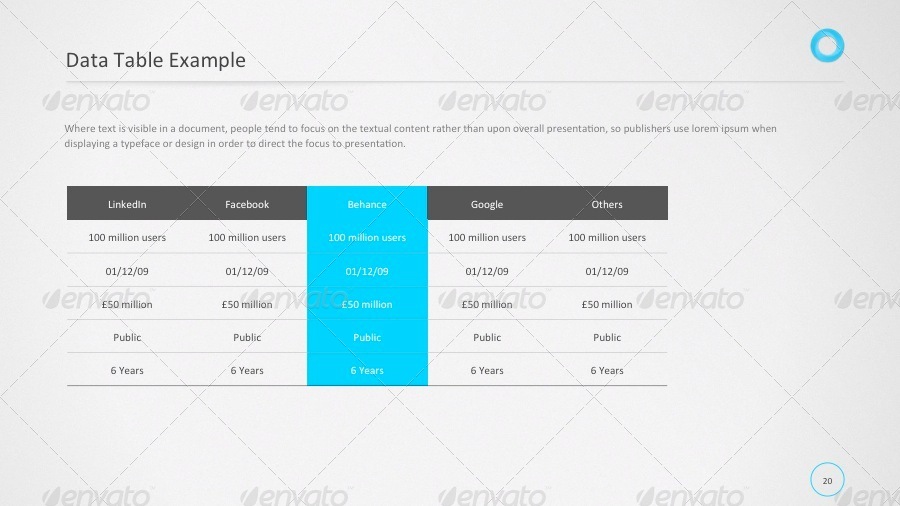 Data Table Example
envato envato envato envato envato
Where text is visible in a document, people tend to focus on the textual content rather than upon overall presentation, so publishers use lorem ipsum when
displaying a typeface or design in order to direct the focus to presentation.
LinkedIn Facebook Behance Google Others
100 million users 100 million users 100 million users 100 million users 100 million users
01/12/09 01/12/09 01/12/09 01/12/09 01/12/09
envato envato envato envato envato
£50 million £50 million £50 million £50 million £50 million
Public Public Public Public Public
6 Years 6 Years 6 Years 6 Years 6 Years
20
envato envato envato envato envato